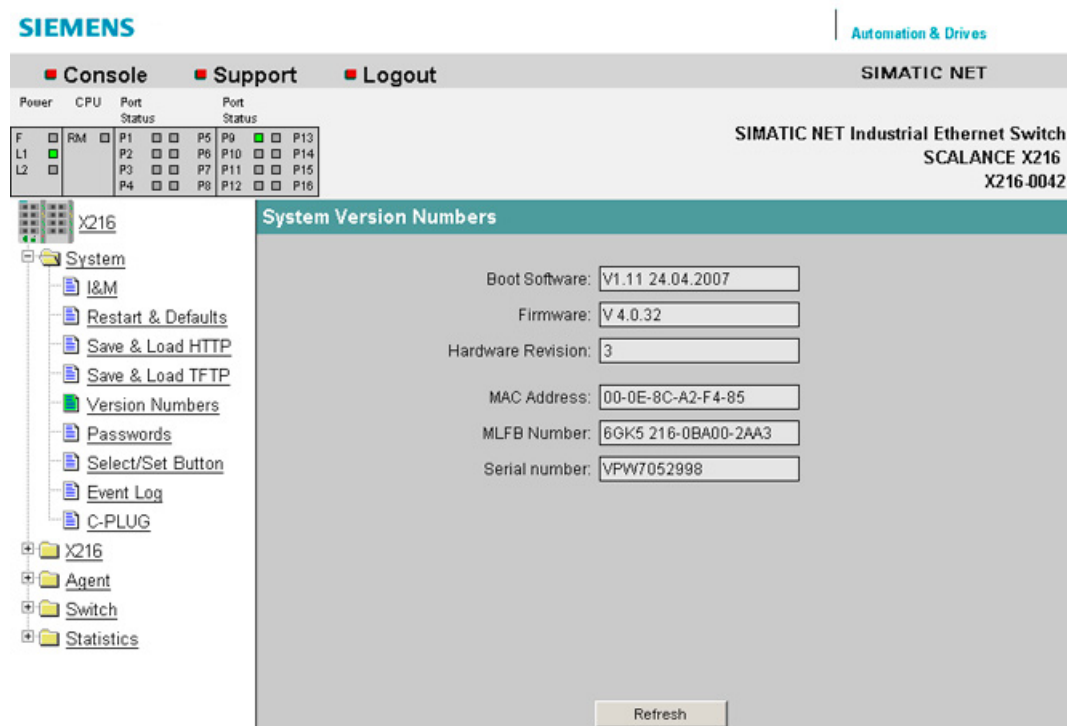 SIEMENS
Automation & Drives
Console Support Logout SIMATIC NET
Power CPU Port Status Port Status
F RM P1 P5 P9 P13
L1 P2 P6 P10 P14
L2 P3 P7 P11 P15
P4 P8 P12 P16
SIMATIC NET Industrial Ethernet Switch
SCALANCE X216
X216-0042
X216
System
I&M
Restart & Defaults
Save & Load HTTP
Save & Load TFTP
Version Numbers
Passwords
Select/Set Button
Event Log
C-PLUG
X216
Agent
Switch
Statistics
System Version Numbers
Boot Software: V1.11 24.04.2007
Firmware: V 4.0.32
Hardware Revision: 3
MAC Address: 00-0E-8C-A2-F4-85
MLFB Number: 6GK5 216-0BA00-2AA3
Serial number: VPW7052998
Refresh